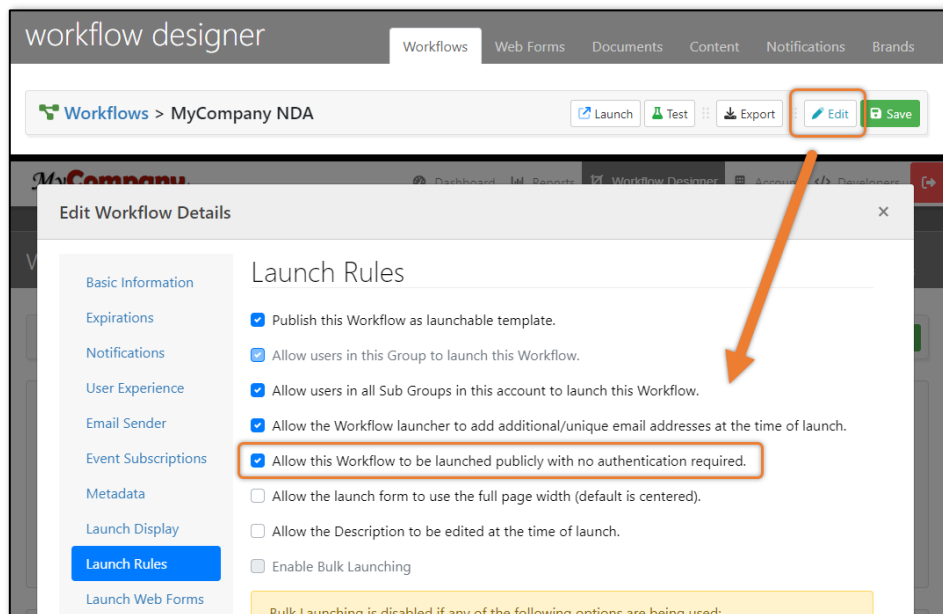 workflow designer
Workflows Web Forms Documents Content Notifications Brands
Workflows > MyCompany NDA
Launch Test Export Edit Save
MyCompany
Dashboard Reports Workflow Designer Account Developers
Edit Workflow Details ×
Basic Information
Expirations
Notifications
User Experience
Email Sender
Event Subscriptions
Metadata
Launch Display
Launch Rules
Launch Web Forms
Launch Rules
Publish this Workflow as launchable template.
Allow users in this Group to launch this Workflow.
Allow users in all Sub Groups in this account to launch this Workflow.
Allow the Workflow launcher to add additional/unique email addresses at the time of launch.
Allow this Workflow to be launched publicly with no authentication required.
Allow the launch form to use the full page width (default is centered).
Allow the Description to be edited at the time of launch.
Enable Bulk Launching
Bulk Launching is disabled if any of the following options are being used: